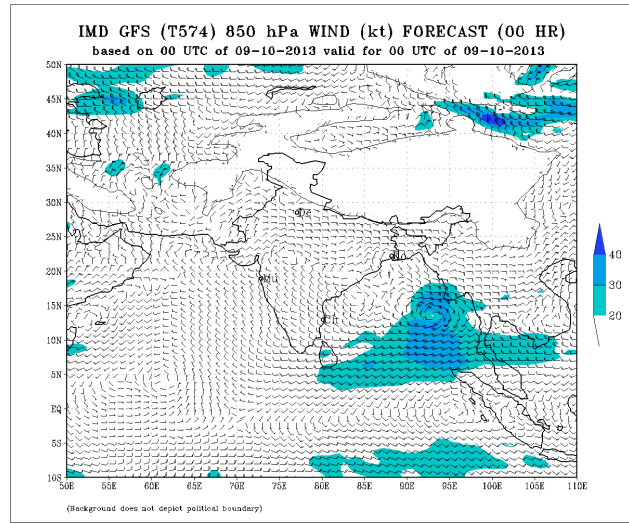 IMD GFS (T574) 850 hPa WIND (kt) FORECAST (00 HR)
based on 00 UTC of 09-10-2013 valid for 00 UTC of 09-10-2013
50N
45N
40N
35N
30N
25N
20N
15N
10N
5N
EQ
5S
10S
50E 55E 60E 65E 70E 75E 80E 85E 90E 95E 100E 105E 110E
De
Mu
Ch
40
30
20
(Background does not depict political boundary)